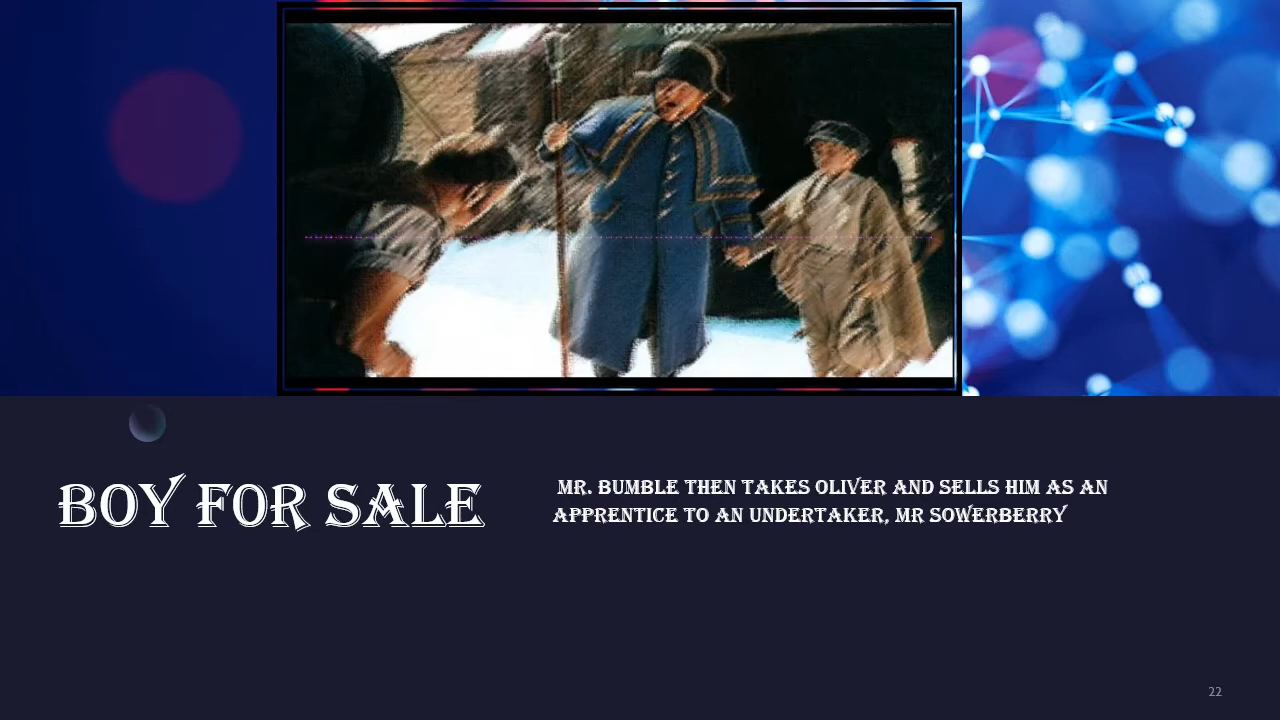 BOY FOR SALE
MR. BUMBLE THEN TAKES OLIVER AND SELLS HIM AS AN
APPRENTICE TO AN UNDERTAKER, MR SOWERBERRY
22